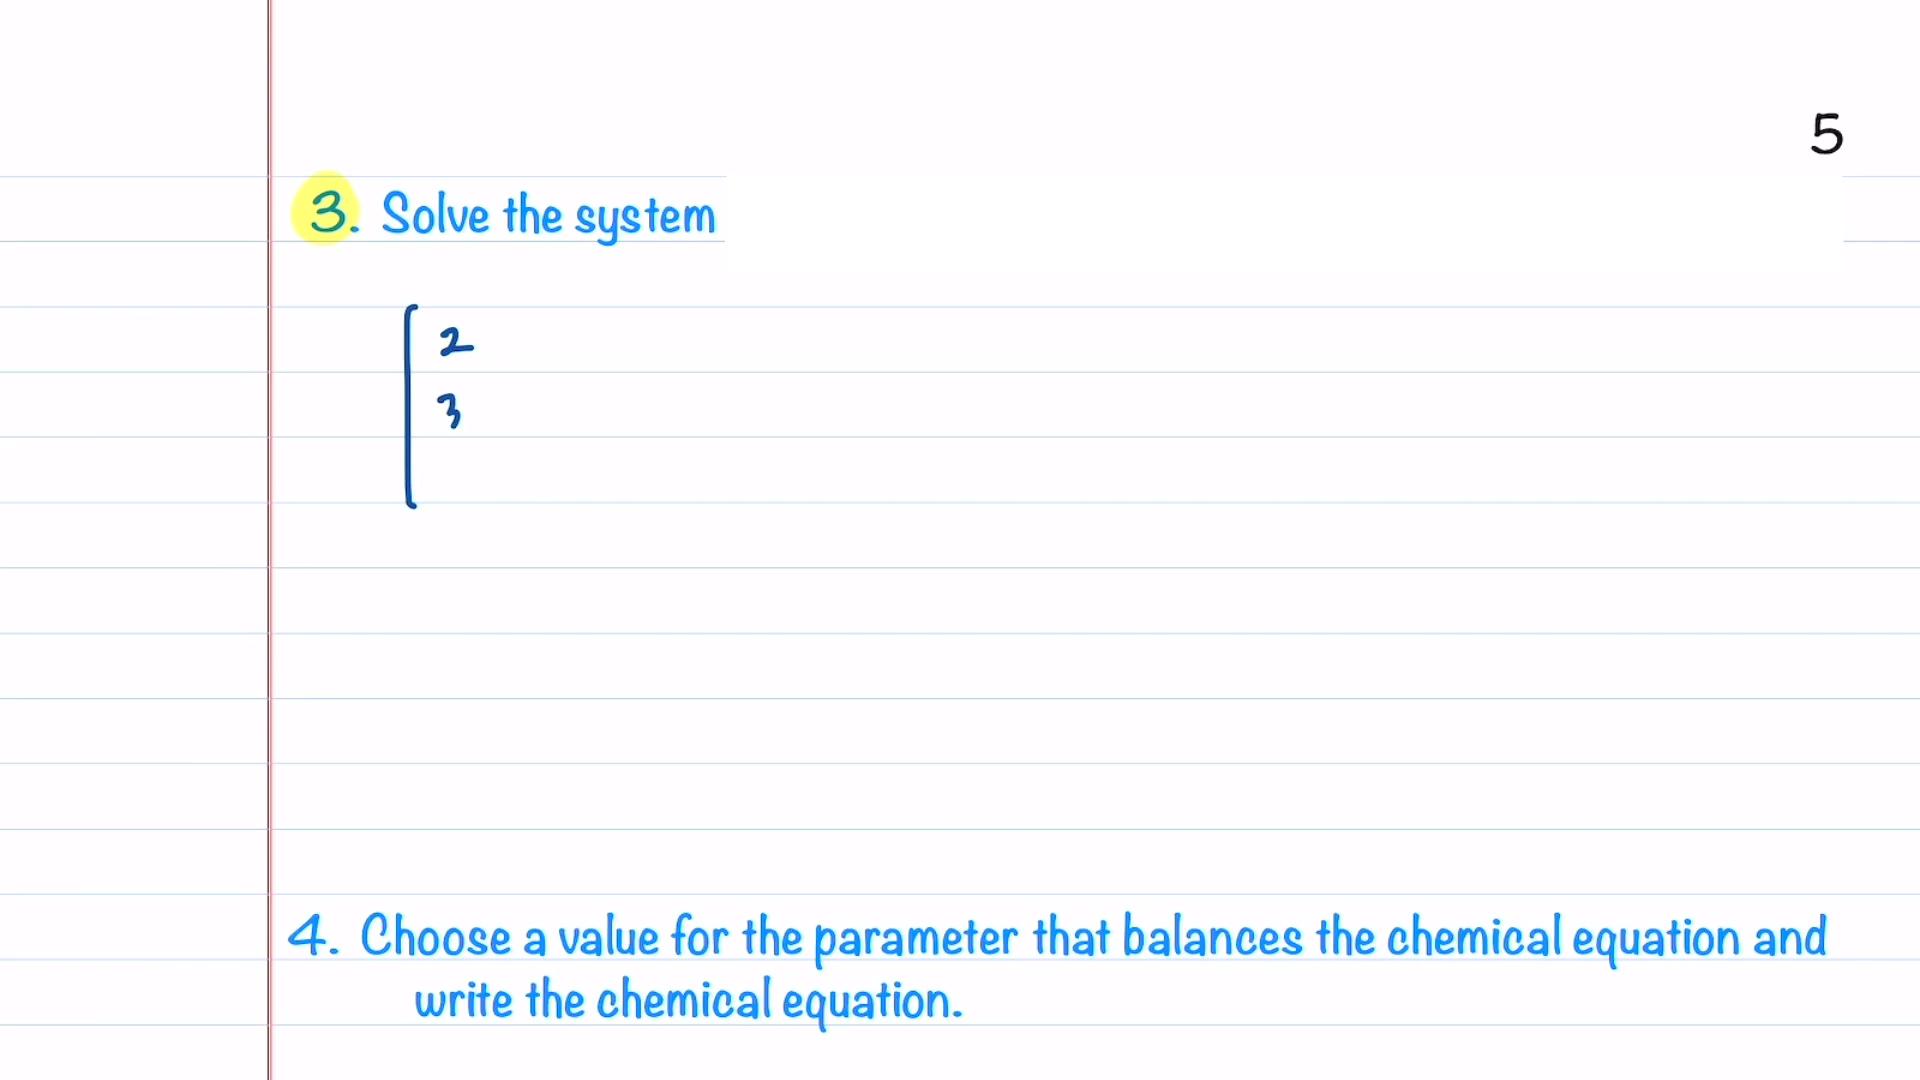 5
3. Solve the system
2
3
4. Choose a value for the parameter that balances the chemical equation and
write the chemical equation.